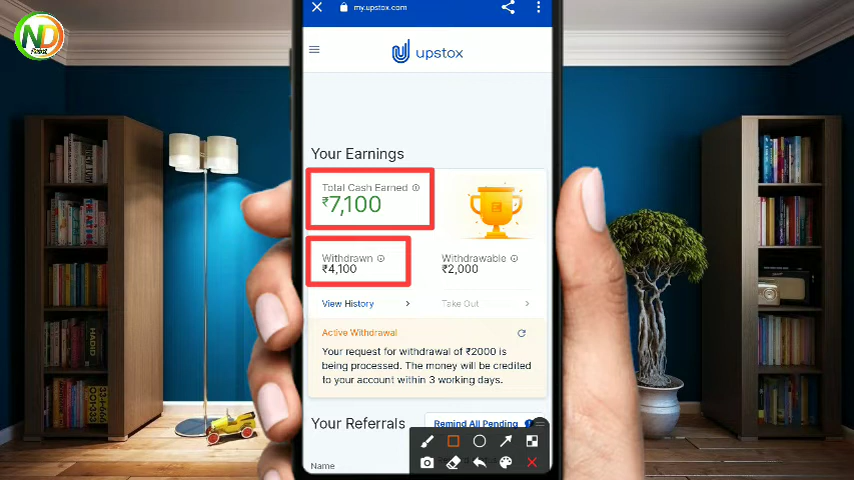 ND
Point
my.upstox.com
upstox
Your Earnings
Total Cash Earned
₹7,100
Withdrawn
₹4,100
Withdrawable
₹2,000
View History
Take Out
Active Withdrawal
Your request for withdrawal of ₹2000 is
being processed. The money will be credited
to your account within 3 working days.
Your Referrals
Remind All Pending
Name